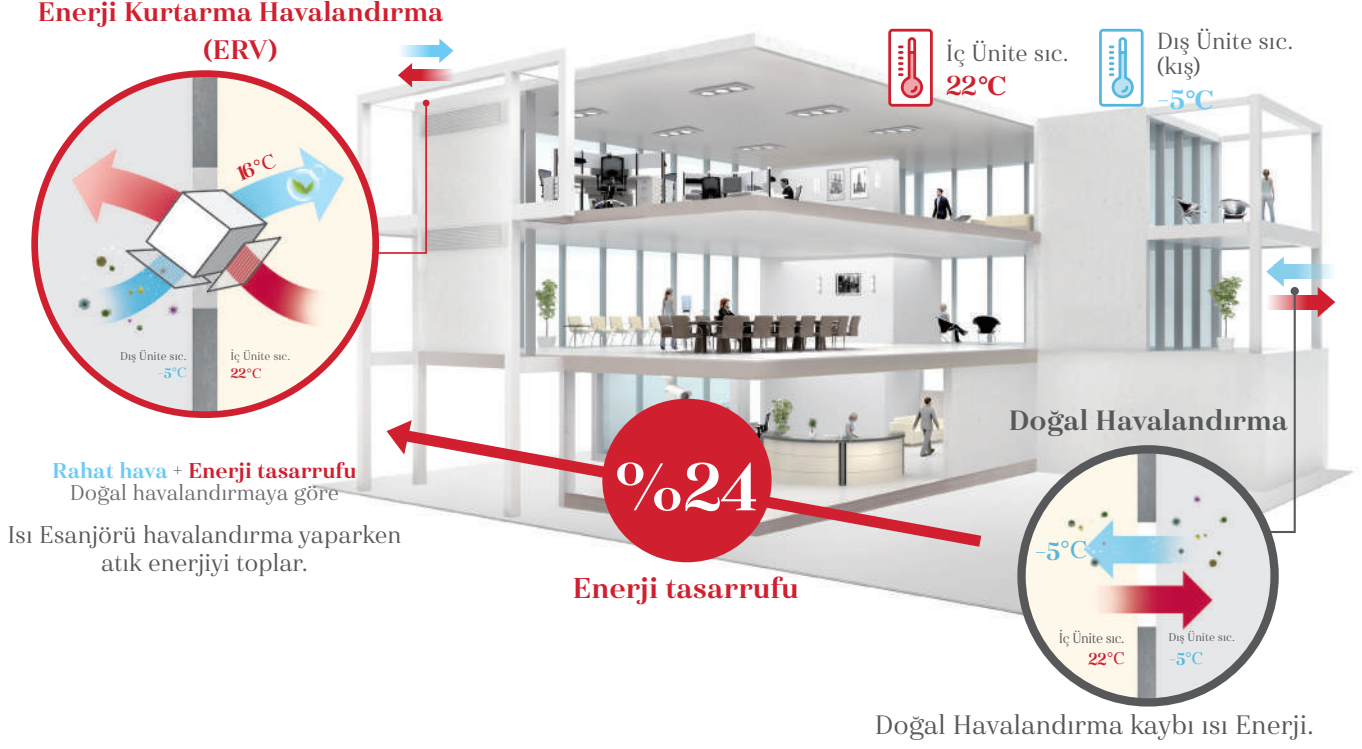 Enerji Kurtarma Havalandırma
(ERV)
16°C
Dış Ünite sıc.
-5°C
İç Ünite sıc.
22°C
Rahat hava + Enerji tasarrufu
Doğal havalandırmaya göre
Isı Esanjörü havalandırma yaparken
atık enerjiyi toplar.
İç Ünite sıc.
22°C
Dış Ünite sıc.
(kış)
-5°C
%24
Enerji tasarrufu
Doğal Havalandırma
-5°C
İç Ünite sıc.
22°C
Dış Ünite sıc.
-5°C
Doğal Havalandırma kaybı ısı Enerji.